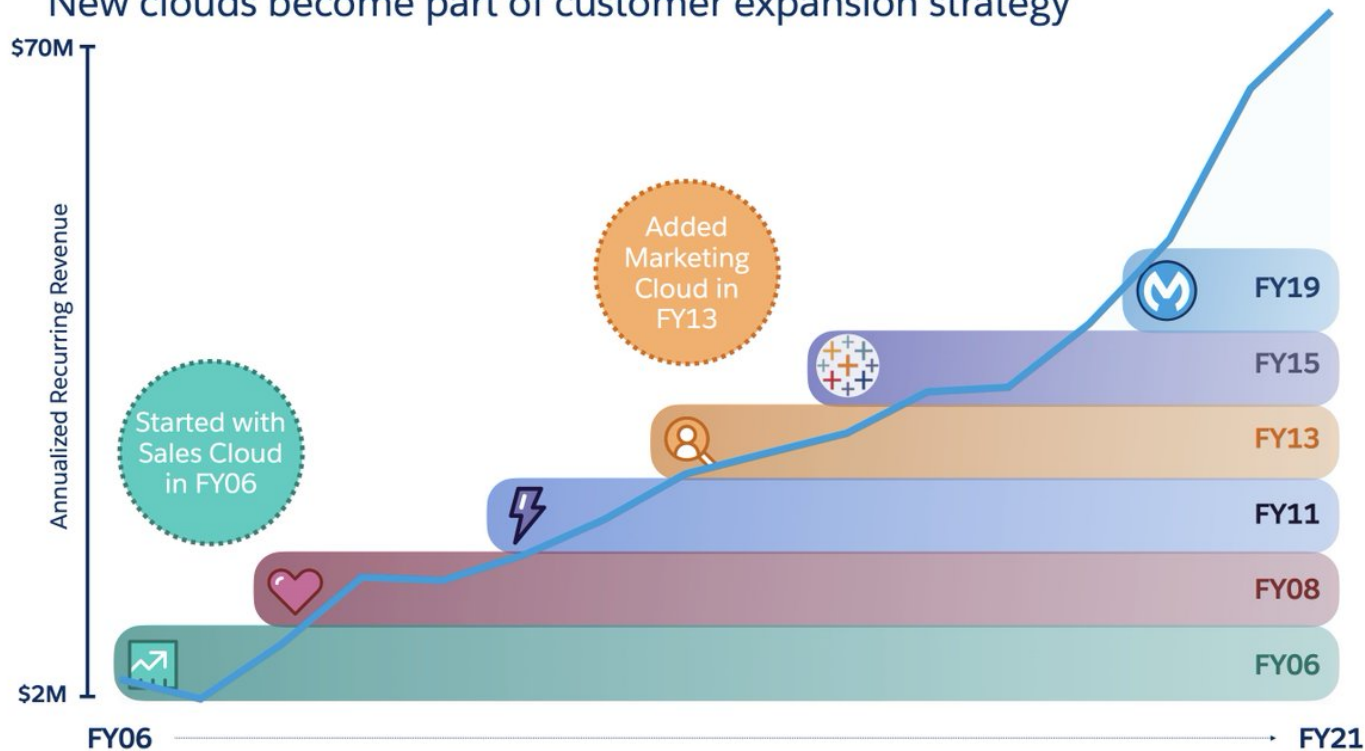 New clouds become part of customer expansion strategy
$70M
Annualized Recurring Revenue
Added
Marketing
Cloud in
FY13
Started with
Sales Cloud
in FY06
FY19
FY15
FY13
FY11
FY08
FY06
$2M
FY06
FY21